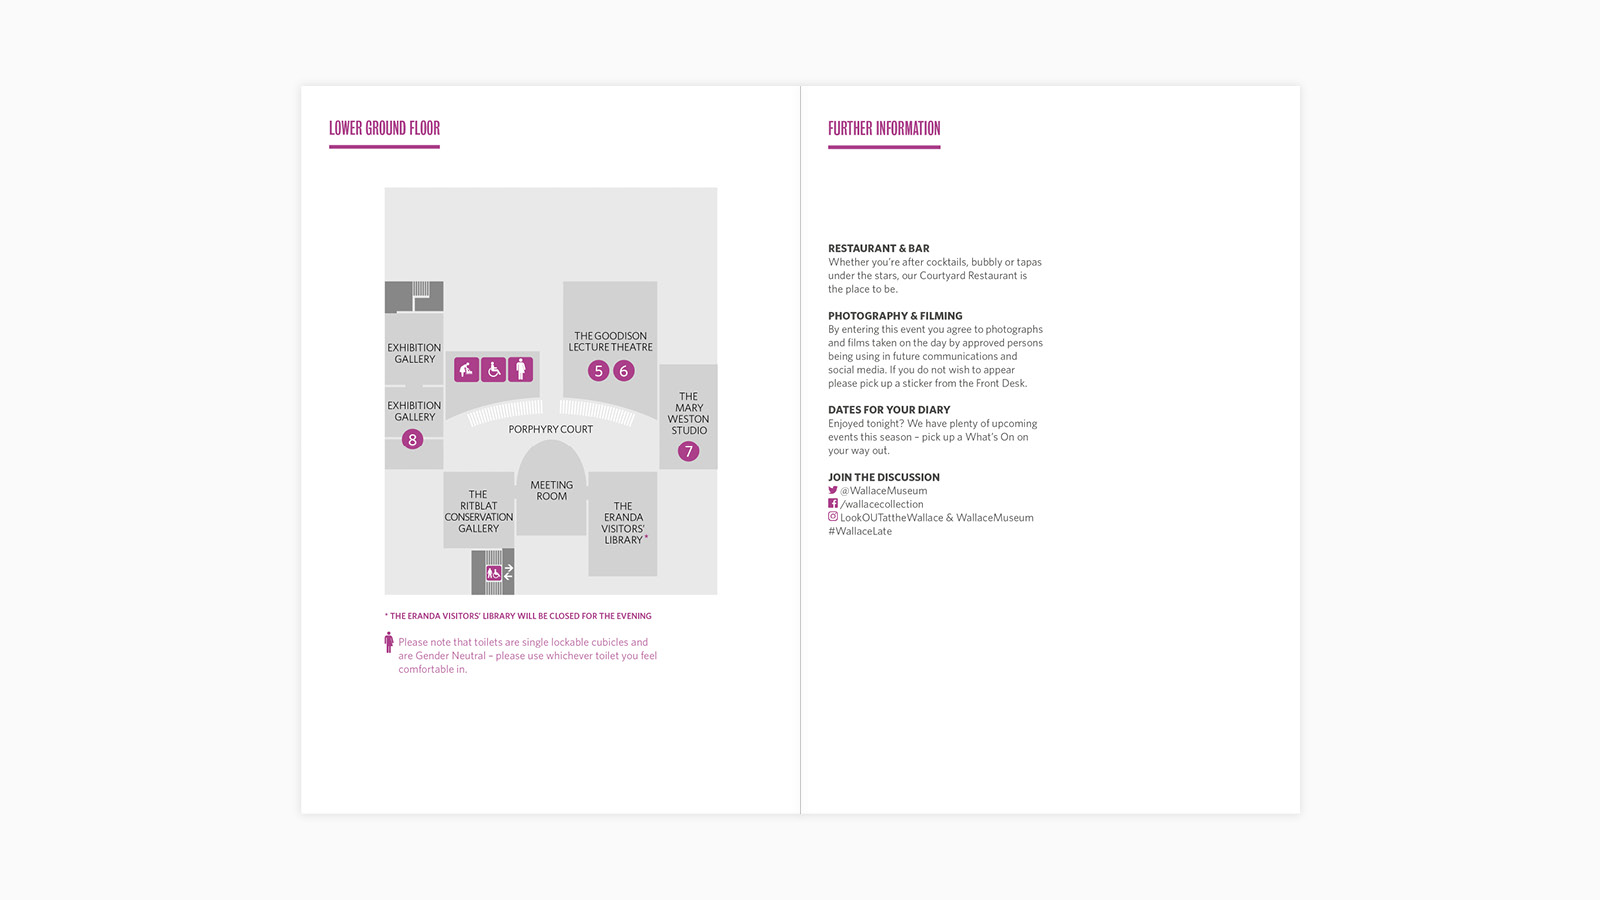 LOWER GROUND FLOOR
EXHIBITION
GALLERY
EXHIBITION
GALLERY
8
THE GOODISON
LECTURE THEATRE
5 6
THE
MARY
WESTON
STUDIO
7
PORPHYRY COURT
MEETING
ROOM
THE
RITBLAT
CONSERVATION
GALLERY
THE
ERANDA
VISITORS'
LIBRARY *
* THE ERANDA VISITORS' LIBRARY WILL BE CLOSED FOR THE EVENING
Please note that toilets are single lockable cubicles and
are Gender Neutral – please use whichever toilet you feel
comfortable in.
FURTHER INFORMATION
RESTAURANT & BAR
Whether you're after cocktails, bubbly or tapas
under the stars, our Courtyard Restaurant is
the place to be.
PHOTOGRAPHY & FILMING
By entering this event you agree to photographs
and films taken on the day by approved persons
being using in future communications and
social media. If you do not wish to appear
please pick up a sticker from the Front Desk.
DATES FOR YOUR DIARY
Enjoyed tonight? We have plenty of upcoming
events this season – pick up a What's On on
your way out.
JOIN THE DISCUSSION
@WallaceMuseum
/wallacecollection
LookOUTattheWallace & WallaceMuseum
#WallaceLate